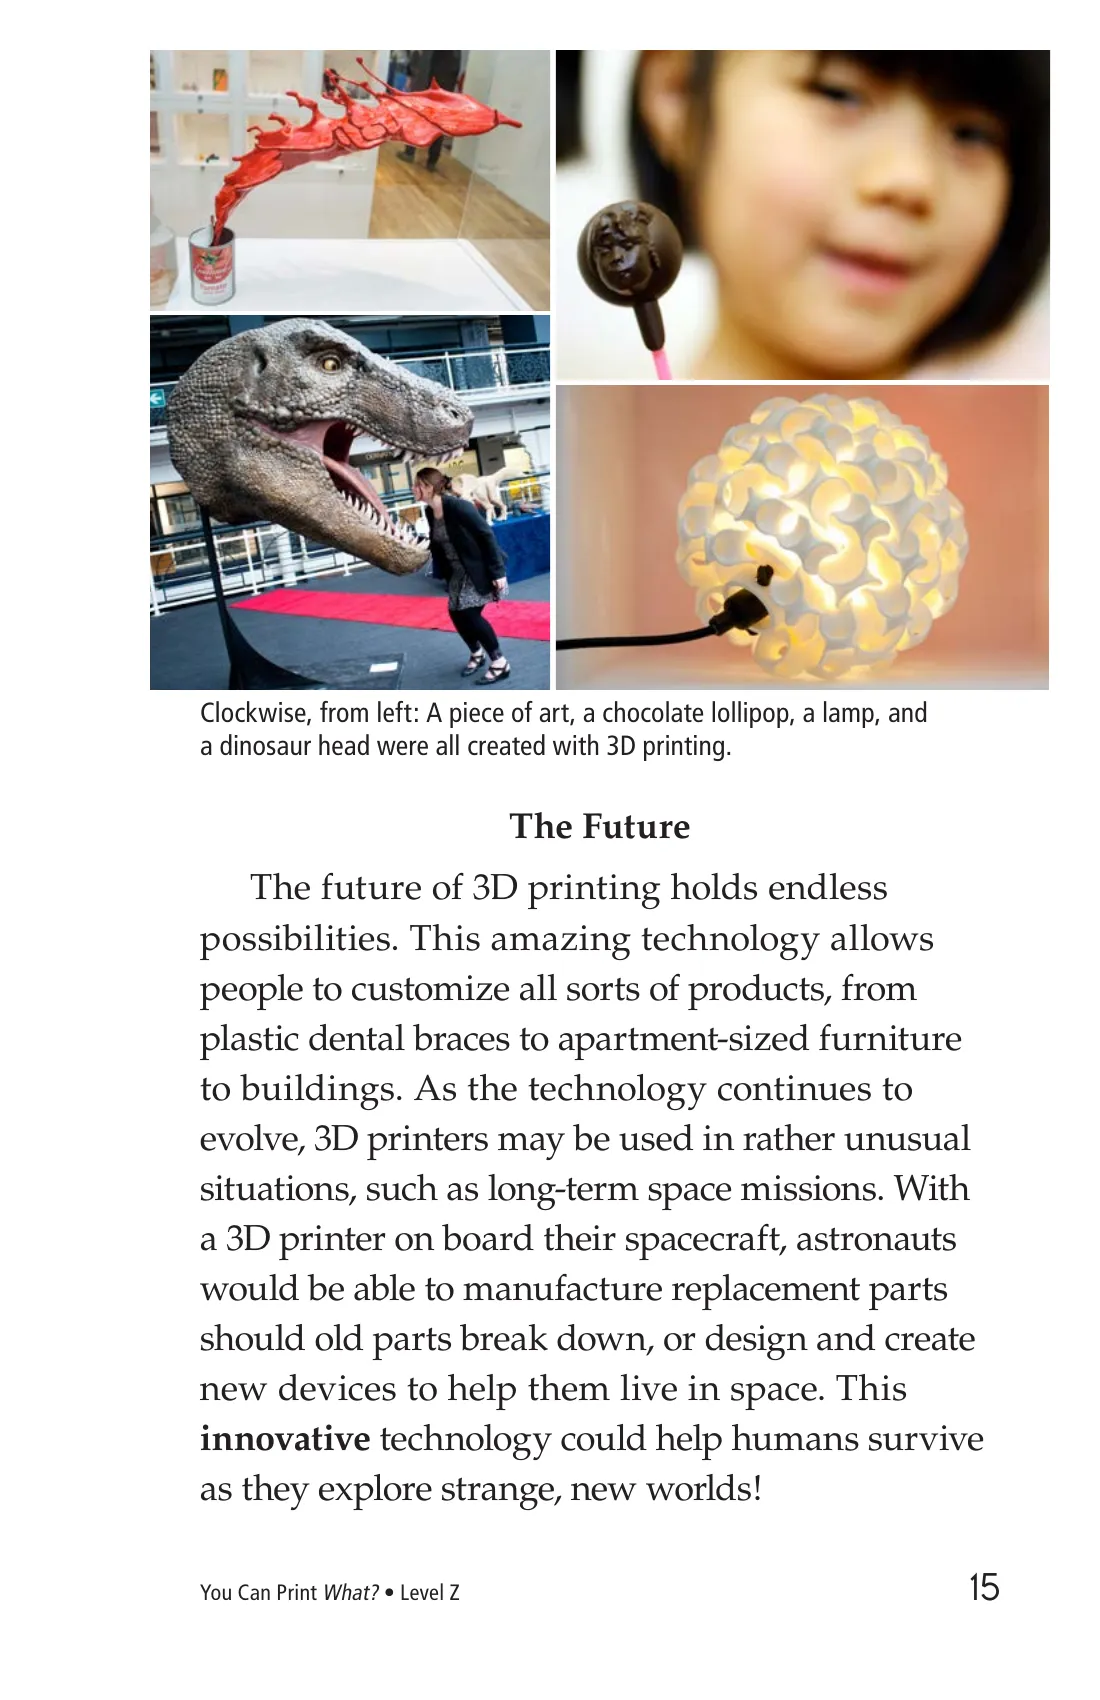 Clockwise, from left: A piece of art, a chocolate lollipop, a lamp, and
a dinosaur head were all created with 3D printing.
The Future
The future of 3D printing holds endless
possibilities. This amazing technology allows
people to customize all sorts of products, from
plastic dental braces to apartment-sized furniture
to buildings. As the technology continues to
evolve, 3D printers may be used in rather unusual
situations, such as long-term space missions. With
a 3D printer on board their spacecraft, astronauts
would be able to manufacture replacement parts
should old parts break down, or design and create
new devices to help them live in space. This
innovative technology could help humans survive
as they explore strange, new worlds!
You Can Print What? • Level Z
15